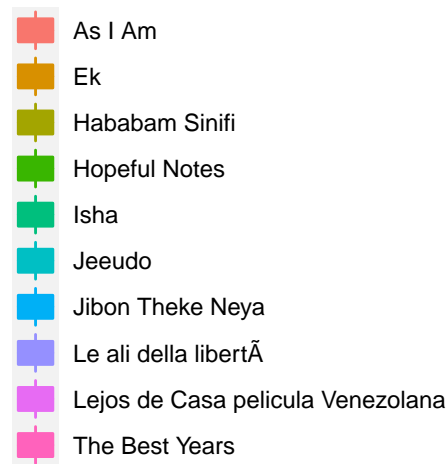 As I Am
Ek
Hababam Sinifi
Hopeful Notes
Isha
Jeeudo
Jibon Theke Neya
Le ali della libertÃ
Lejos de Casa pelicula Venezolana
The Best Years